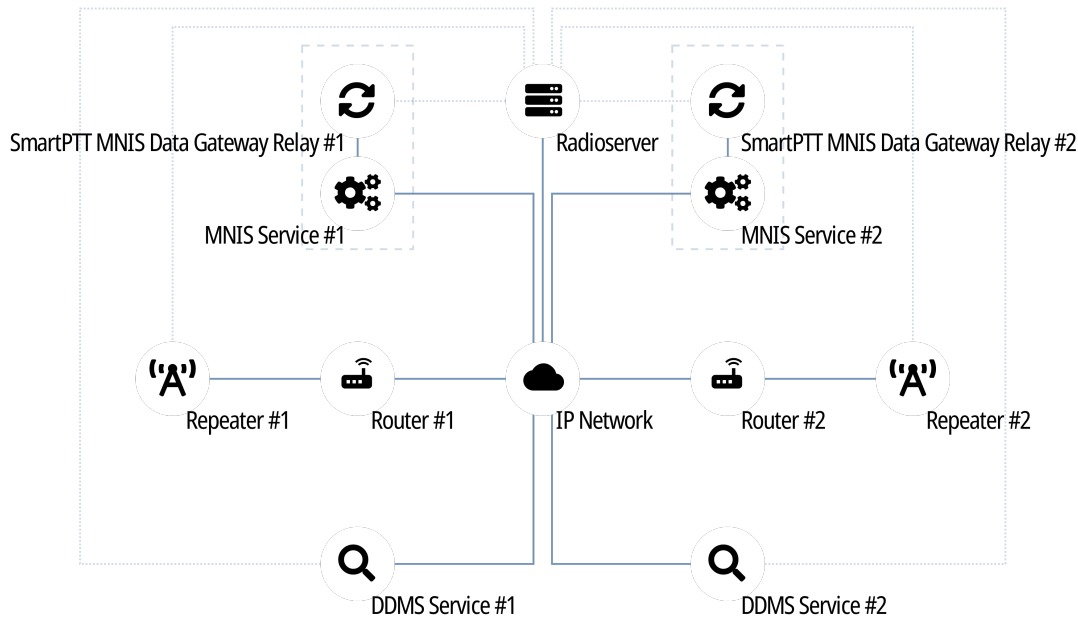 SmartPTT MNIS Data Gateway Relay #1
Radioserver
SmartPTT MNIS Data Gateway Relay #2
MNIS Service #1
MNIS Service #2
Repeater #1
Router #1
IP Network
Router #2
Repeater #2
DDMS Service #1
DDMS Service #2